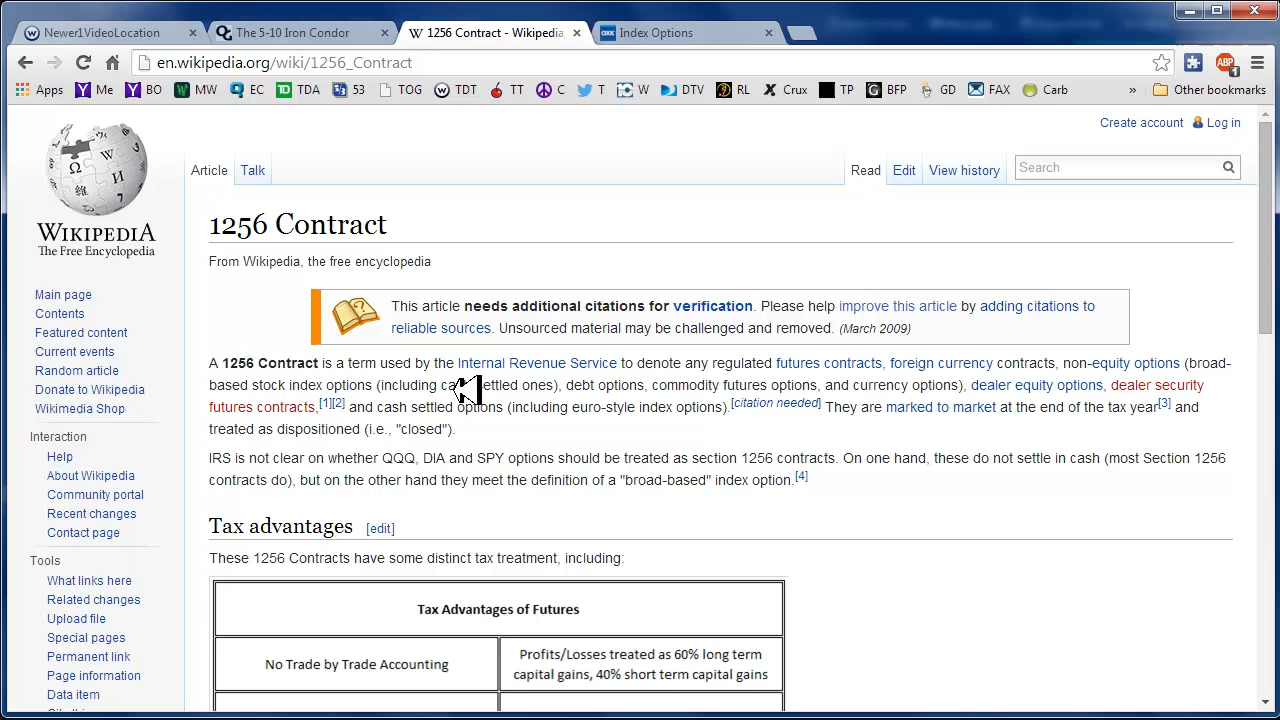 Newer1VideoLocation
The 5-10 Iron Condor
1256 Contract - Wikipedia,
Index Options
en.wikipedia.org/wiki/1256_Contract
Apps Me BO MW EC TDA 53 TOG TDT TT C T W DTV RL Crux TP BFP GD FAX Carb » Other bookmarks
Create account Log in
Article Talk Read Edit View history Search
WIKIPEDIA
The Free Encyclopedia
Main page
Contents
Featured content
Current events
Random article
Donate to Wikipedia
Wikimedia Shop
Interaction
Help
About Wikipedia
Community portal
Recent changes
Contact page
Tools
What links here
Related changes
Upload file
Special pages
Permanent link
Page information
Data item
1256 Contract
From Wikipedia, the free encyclopedia
This article needs additional citations for verification. Please help improve this article by adding citations to
reliable sources. Unsourced material may be challenged and removed. (March 2009)
A 1256 Contract is a term used by the Internal Revenue Service to denote any regulated futures contracts, foreign currency contracts, non-equity options (broad-
based stock index options (including ca ettled ones), debt options, commodity futures options, and currency options), dealer equity options, dealer security
futures contracts,[1][2] and cash settled options (including euro-style index options).[citation needed] They are marked to market at the end of the tax year[3] and
treated as dispositioned (i.e., "closed").
IRS is not clear on whether QQQ, DIA and SPY options should be treated as section 1256 contracts. On one hand, these do not settle in cash (most Section 1256
contracts do), but on the other hand they meet the definition of a "broad-based" index option.[4]
Tax advantages [edit]
These 1256 Contracts have some distinct tax treatment, including:
Tax Advantages of Futures
No Trade by Trade Accounting
Profits/Losses treated as 60% long term
capital gains, 40% short term capital gains